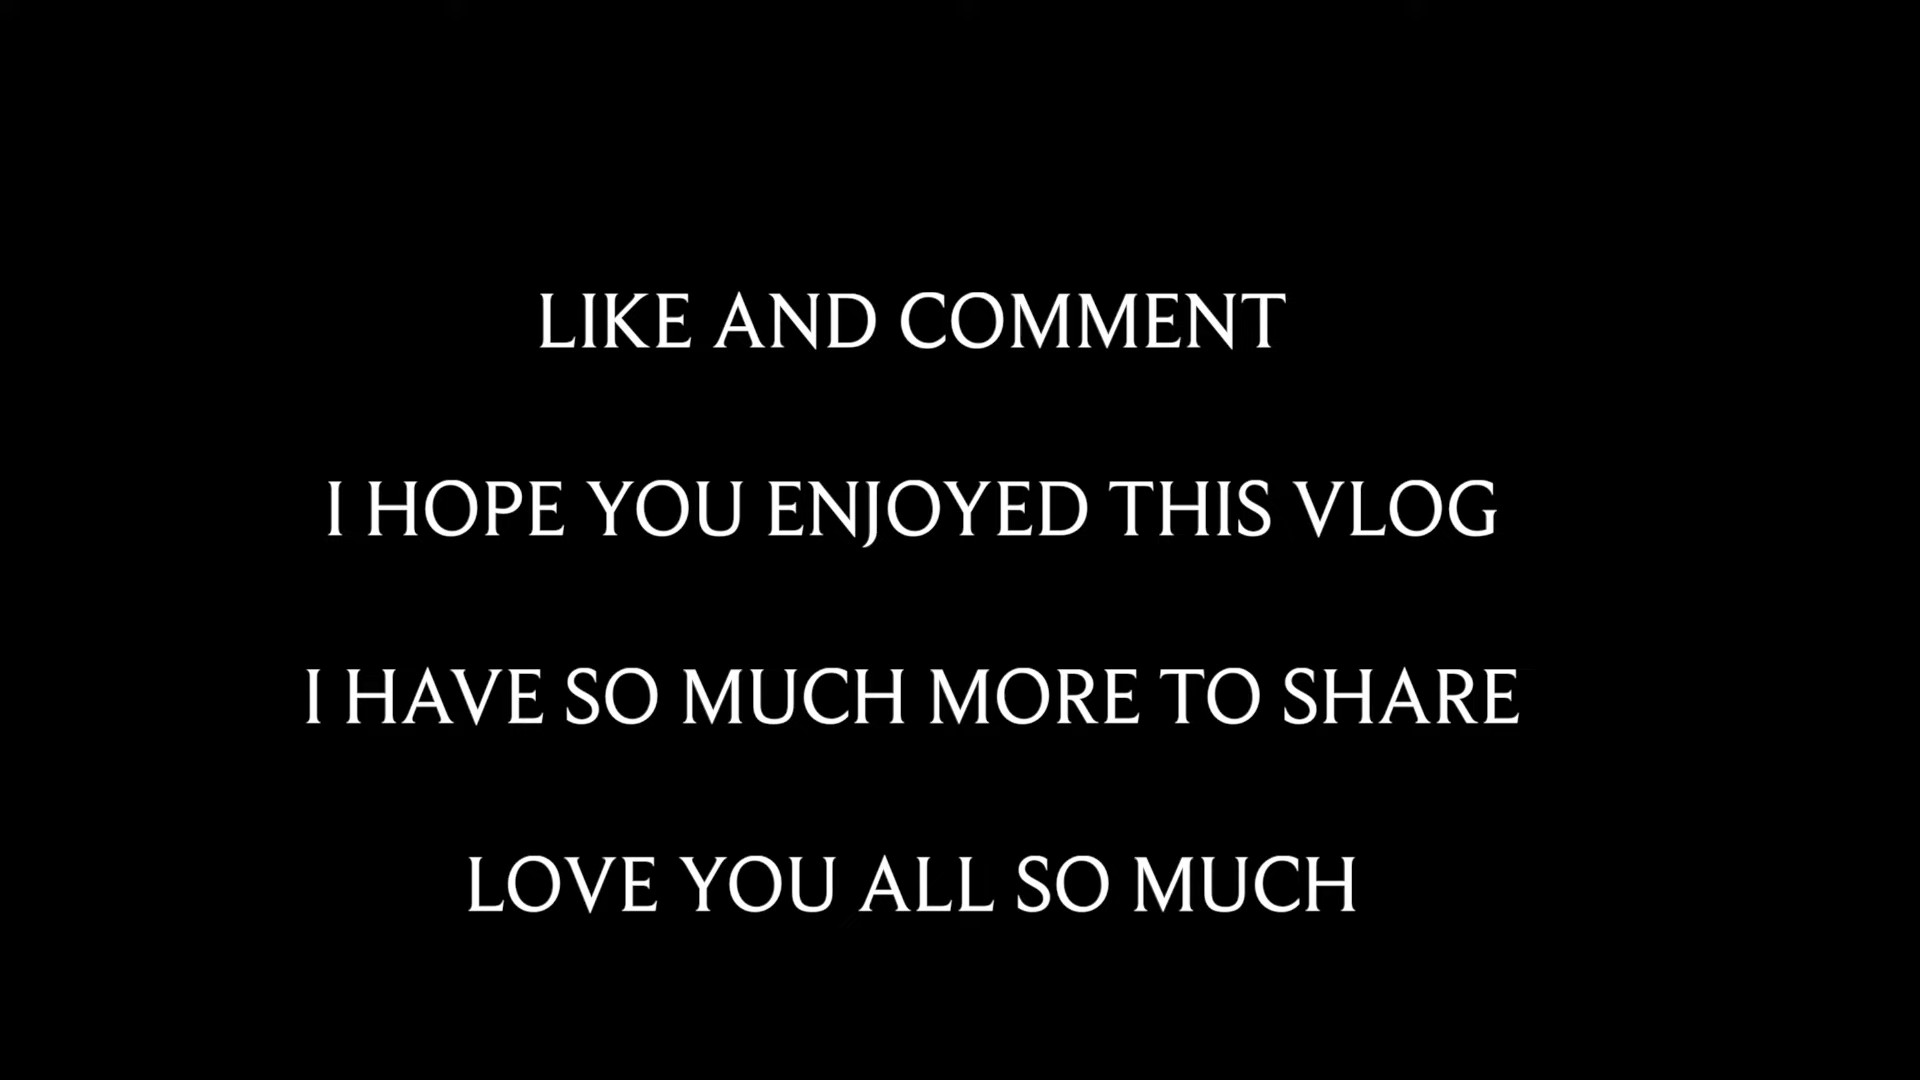 LIKE AND COMMENT
I HOPE YOU ENJOYED THIS VLOG
I HAVE SO MUCH MORE TO SHARE
LOVE YOU ALL SO MUCH